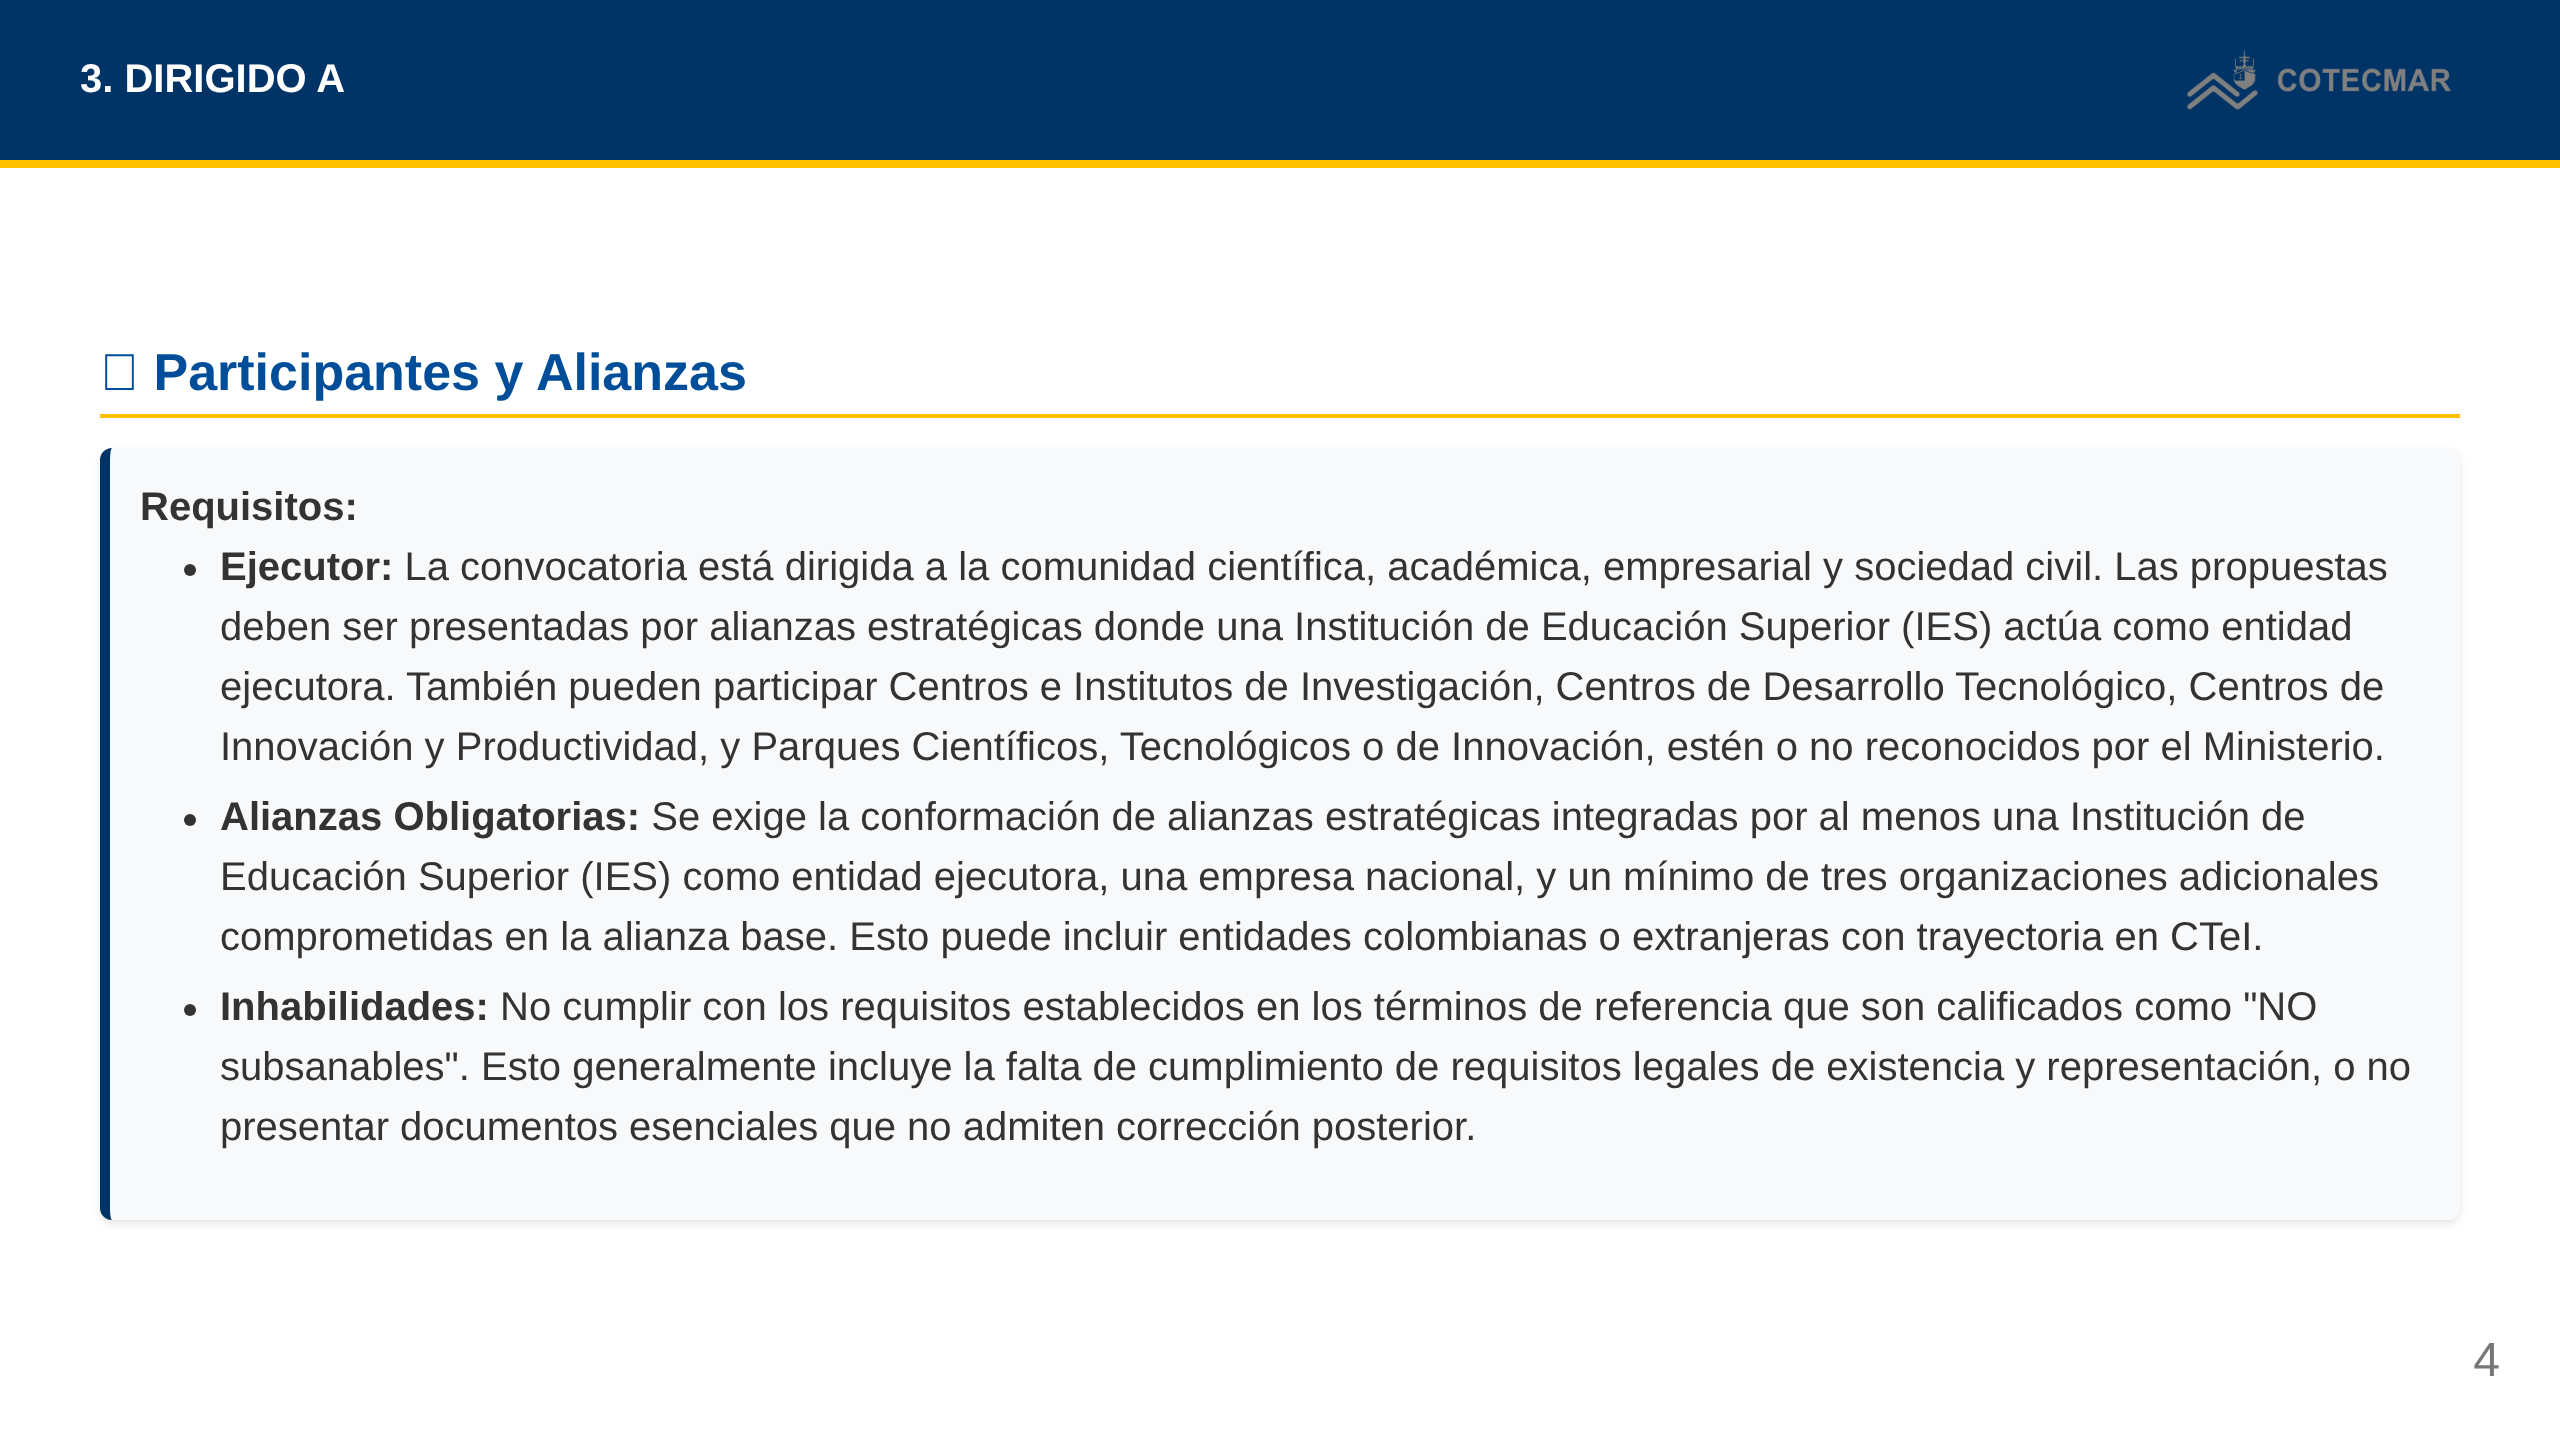 3. DIRIGIDO A
COTECMAR
Participantes y Alianzas
Requisitos:
• Ejecutor: La convocatoria está dirigida a la comunidad científica, académica, empresarial y sociedad civil. Las propuestas
deben ser presentadas por alianzas estratégicas donde una Institución de Educación Superior (IES) actúa como entidad
ejecutora. También pueden participar Centros e Institutos de Investigación, Centros de Desarrollo Tecnológico, Centros de
Innovación y Productividad, y Parques Científicos, Tecnológicos o de Innovación, estén o no reconocidos por el Ministerio.
• Alianzas Obligatorias: Se exige la conformación de alianzas estratégicas integradas por al menos una Institución de
Educación Superior (IES) como entidad ejecutora, una empresa nacional, y un mínimo de tres organizaciones adicionales
comprometidas en la alianza base. Esto puede incluir entidades colombianas o extranjeras con trayectoria en CTeI.
• Inhabilidades: No cumplir con los requisitos establecidos en los términos de referencia que son calificados como "NO
subsanables". Esto generalmente incluye la falta de cumplimiento de requisitos legales de existencia y representación, o no
presentar documentos esenciales que no admiten corrección posterior.
4